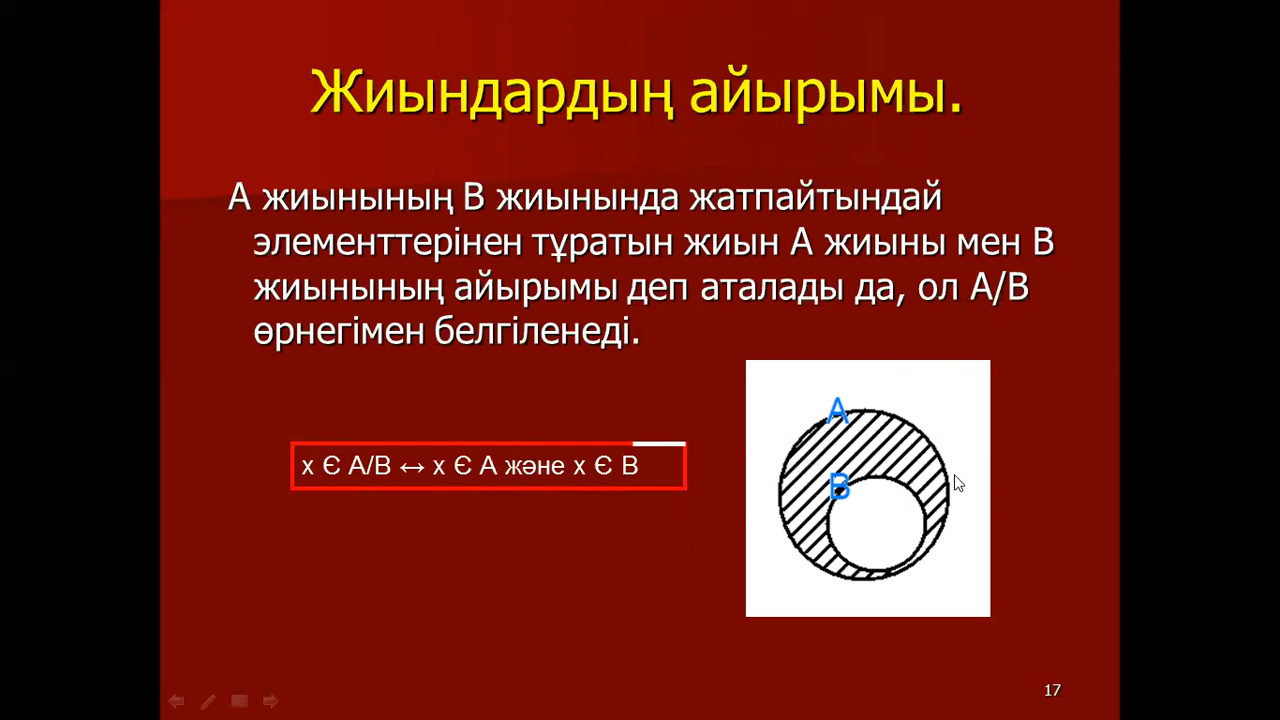 Жиындардың айырымы.
А жиынының В жиынында жатпайтындай
элементтерінен тұратын жиын А жиыны мен В
жиынының айырымы деп аталады да, ол А/В
өрнегімен белгіленеді.
A
х Є А/В ↔ х Є А және х Є В
B
17